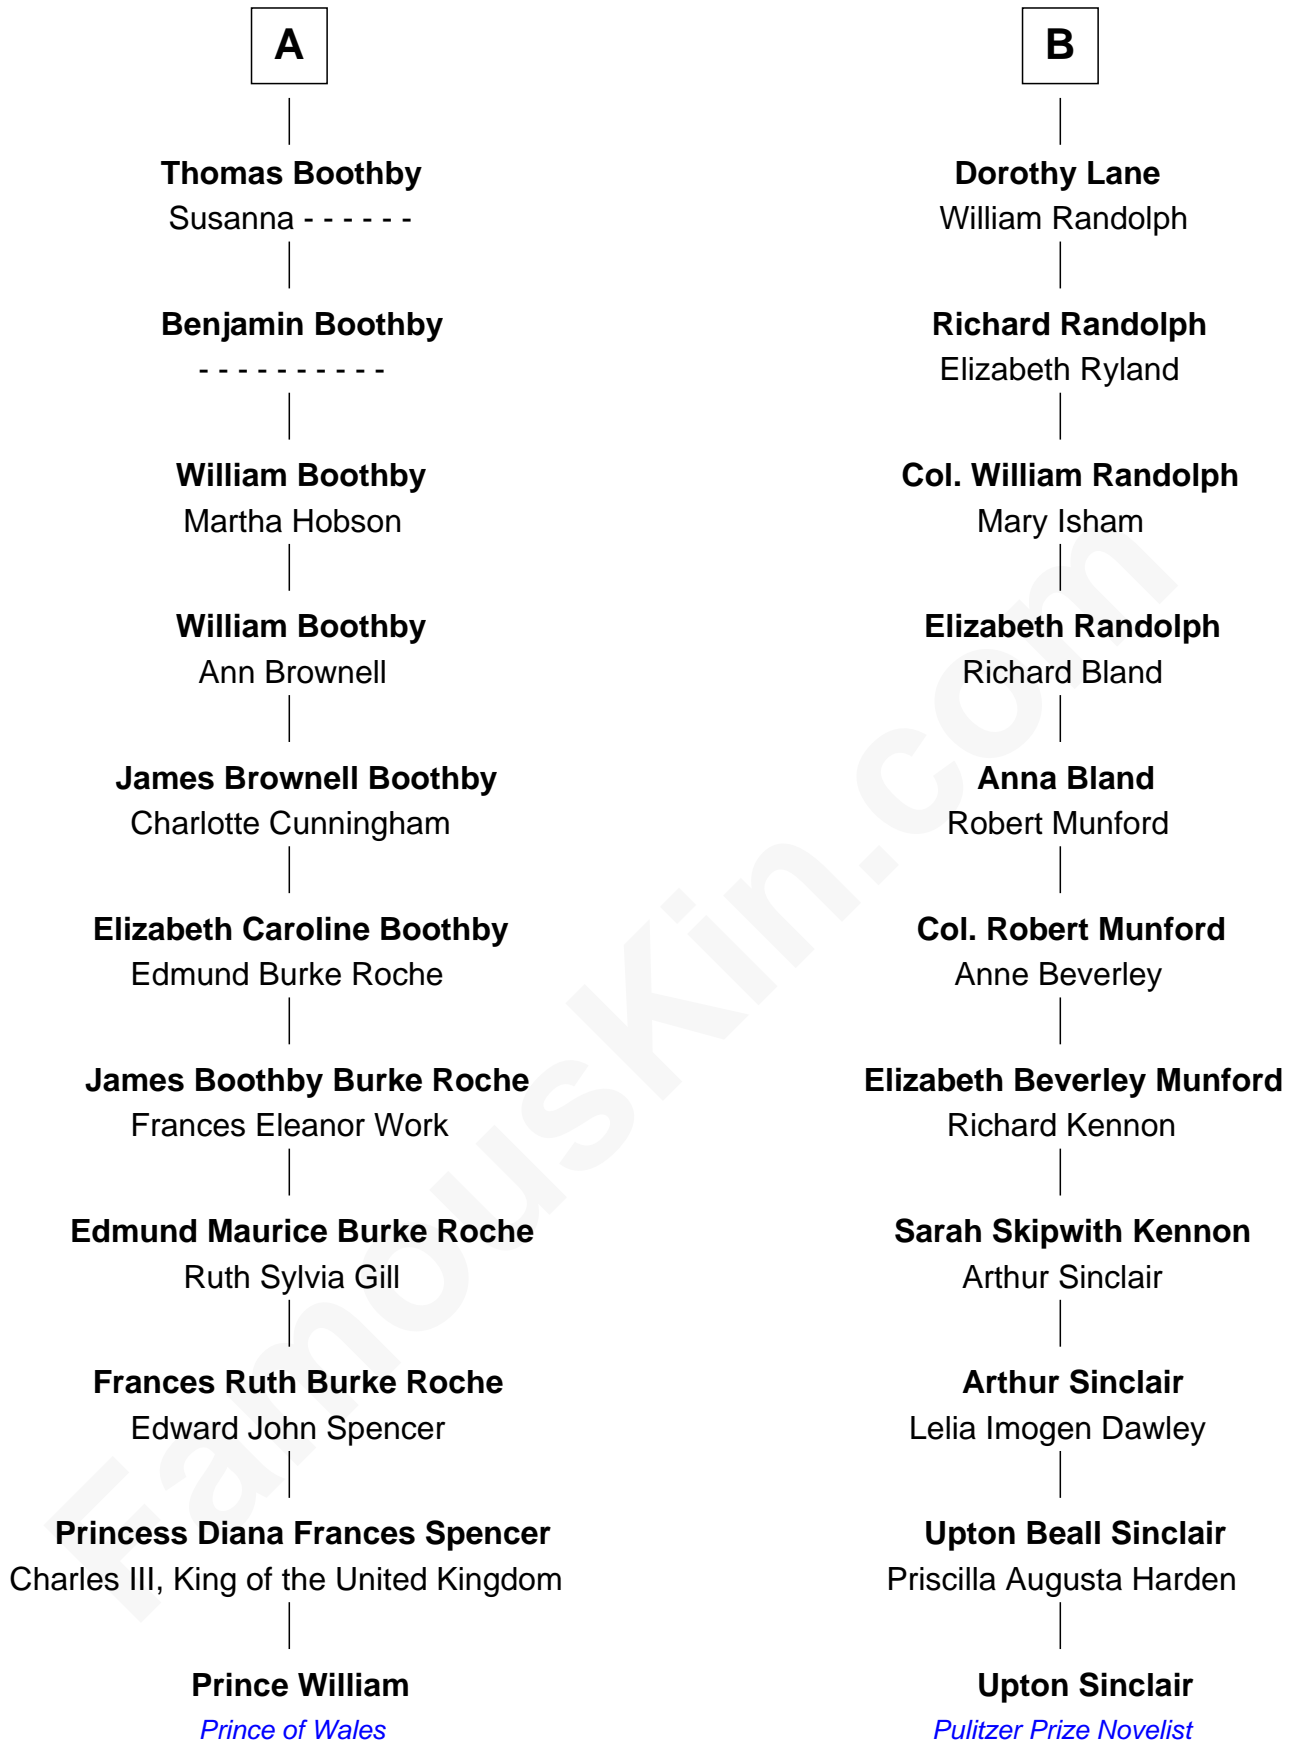 A
Thomas Boothby
Susanna - - - - - -
Benjamin Boothby
- - - - - - - - - -
William Boothby
Martha Hobson
William Boothby
Ann Brownell
James Brownell Boothby
Charlotte Cunningham
Elizabeth Caroline Boothby
Edmund Burke Roche
James Boothby Burke Roche
Frances Eleanor Work
Edmund Maurice Burke Roche
Ruth Sylvia Gill
Frances Ruth Burke Roche
Edward John Spencer
Princess Diana Frances Spencer
Charles III, King of the United Kingdom
Prince William
Prince of Wales
B
Dorothy Lane
William Randolph
Richard Randolph
Elizabeth Ryland
Col. William Randolph
Mary Isham
Elizabeth Randolph
Richard Bland
Anna Bland
Robert Munford
Col. Robert Munford
Anne Beverley
Elizabeth Beverley Munford
Richard Kennon
Sarah Skipwith Kennon
Arthur Sinclair
Arthur Sinclair
Lelia Imogen Dawley
Upton Beall Sinclair
Priscilla Augusta Harden
Upton Sinclair
Pulitzer Prize Novelist
FamousKin.com